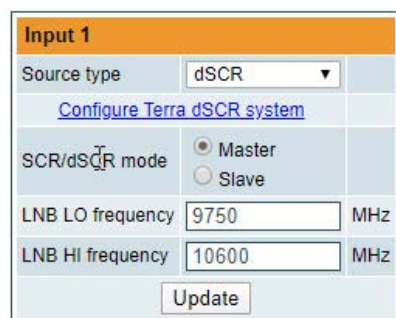 Input 1
Source type dSCR
Configure Terra dSCR system
SCR/dSCR mode Master
Slave
LNB LO frequency 9750 MHz
LNB HI frequency 10600 MHz
Update